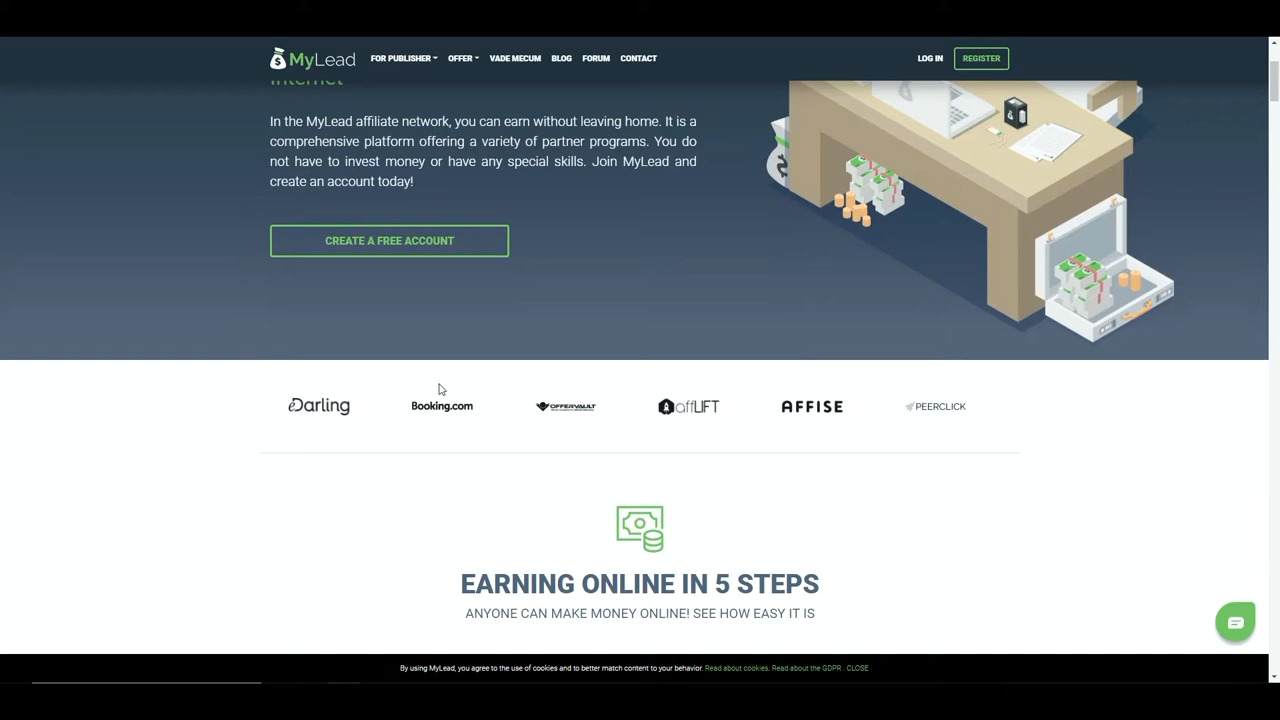 MyLead FOR PUBLISHER OFFER VADE MECUM BLOG FORUM CONTACT LOG IN REGISTER
In the MyLead affiliate network, you can earn without leaving home. It is a
comprehensive platform offering a variety of partner programs. You do
not have to invest money or have any special skills. Join MyLead and
create an account today!
CREATE A FREE ACCOUNT
eDarling Booking.com OFFERVAULT affLIFT AFFISE PEERCLICK
EARNING ONLINE IN 5 STEPS
ANYONE CAN MAKE MONEY ONLINE! SEE HOW EASY IT IS
By using MyLead, you agree to the use of cookies and to better match content to your behavior. Read about cookies. Read about the GDPR . CLOSE